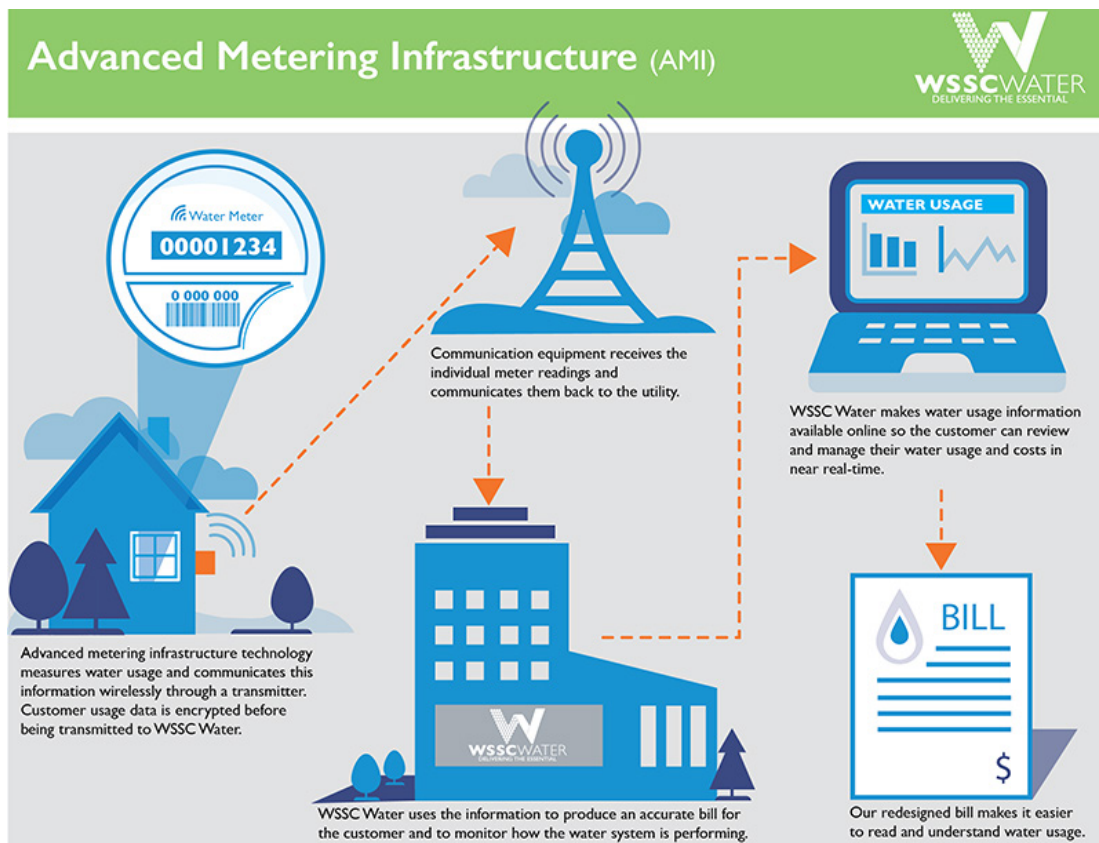 Advanced Metering Infrastructure (AMI)
WSSCWATER
DELIVERING THE ESSENTIAL
Water Meter
00001234
0 000 000
Advanced metering infrastructure technology
measures water usage and communicates this
information wirelessly through a transmitter.
Customer usage data is encrypted before
being transmitted to WSSC Water.
Communication equipment receives the
individual meter readings and
communicates them back to the utility.
WSSCWATER
DELIVERING THE ESSENTIAL
WSSC Water uses the information to produce an accurate bill for
the customer and to monitor how the water system is performing.
WATER USAGE
WSSC Water makes water usage information
available online so the customer can review
and manage their water usage and costs in
near real-time.
BILL
$
Our redesigned bill makes it easier
to read and understand water usage.